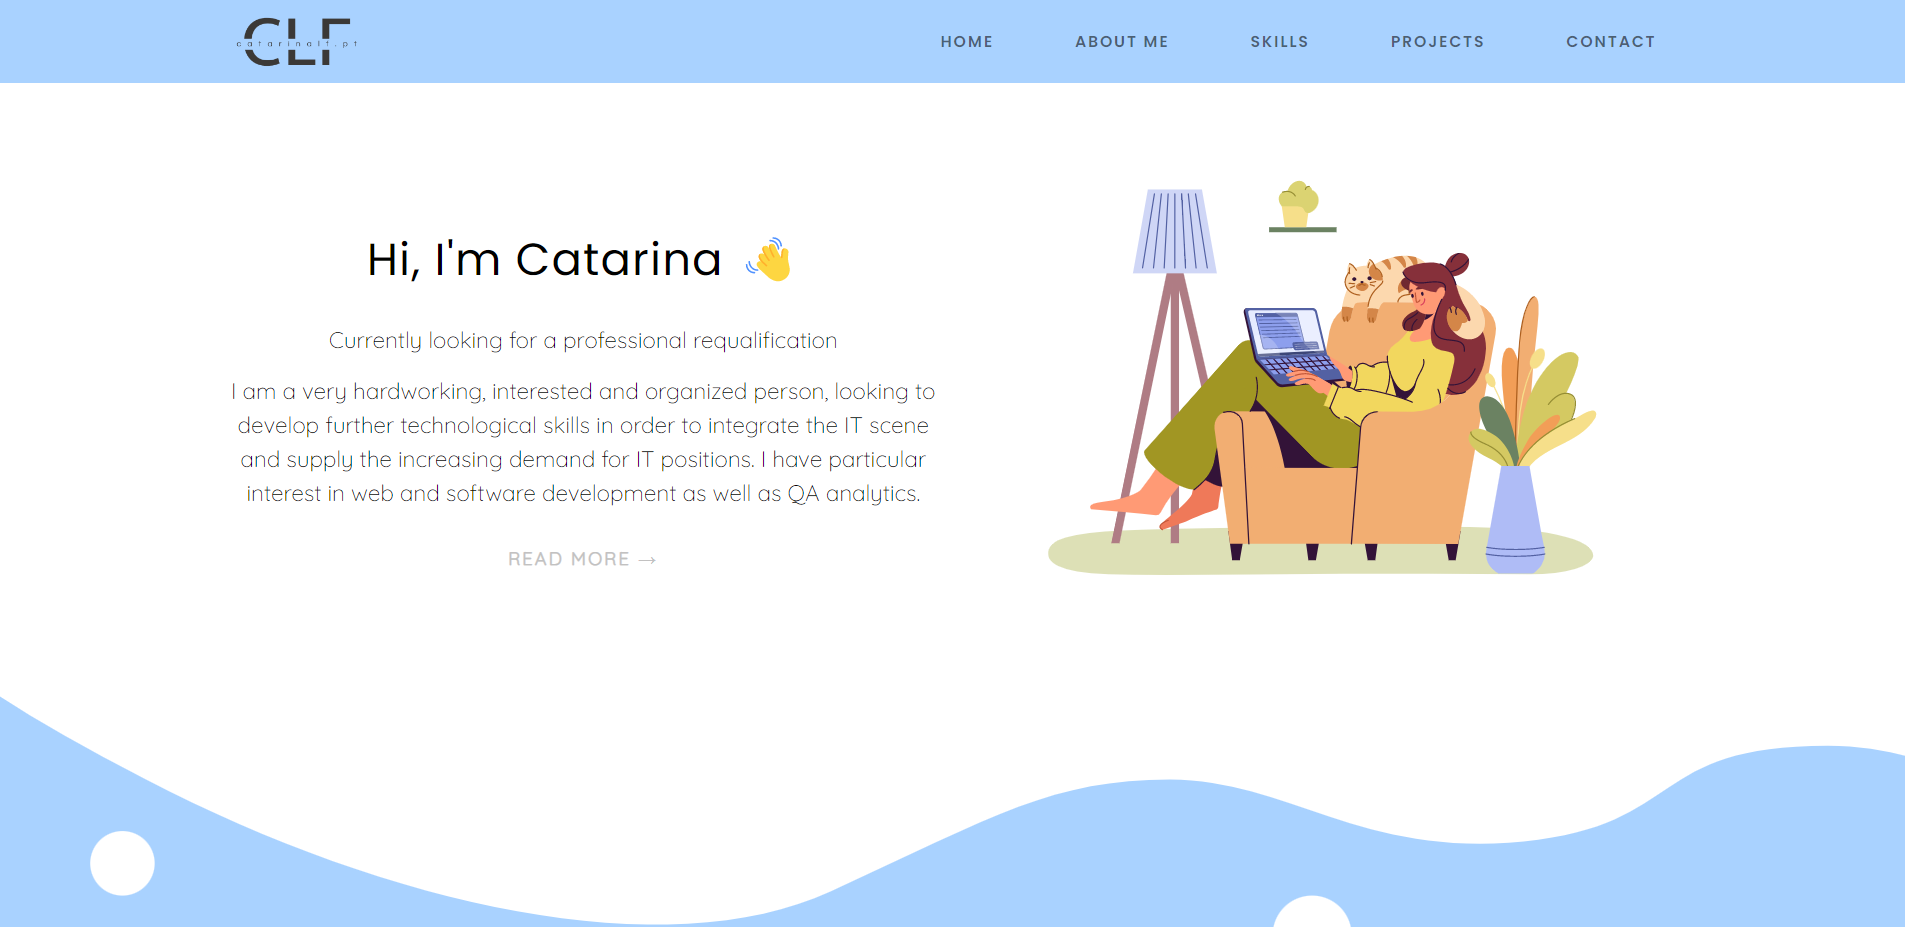 CLF
catarinalf.pt
HOME
ABOUT ME
SKILLS
PROJECTS
CONTACT
Hi, I'm Catarina 👋
Currently looking for a professional requalification
I am a very hardworking, interested and organized person, looking to
develop further technological skills in order to integrate the IT scene
and supply the increasing demand for IT positions. I have particular
interest in web and software development as well as QA analytics.
READ MORE →